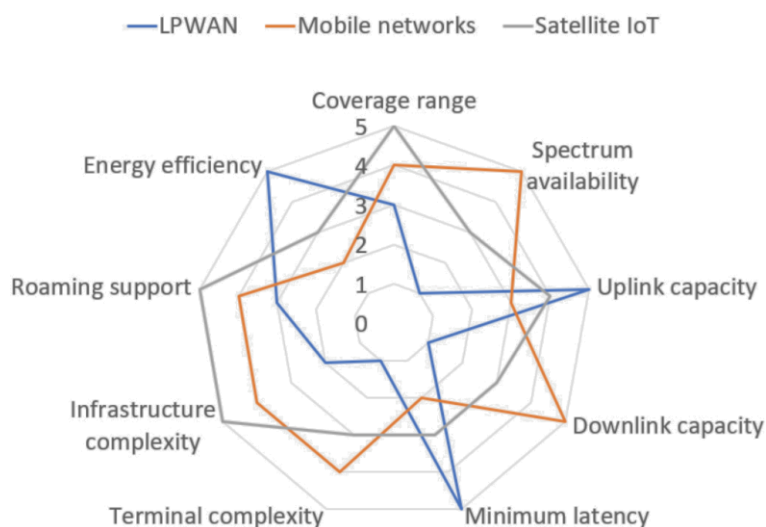 LPWAN Mobile networks Satellite IoT
Coverage range
5
4
3
2
1
0
Spectrum
availability
Uplink capacity
Downlink capacity
Minimum latency
Terminal complexity
Infrastructure
complexity
Roaming support
Energy efficiency